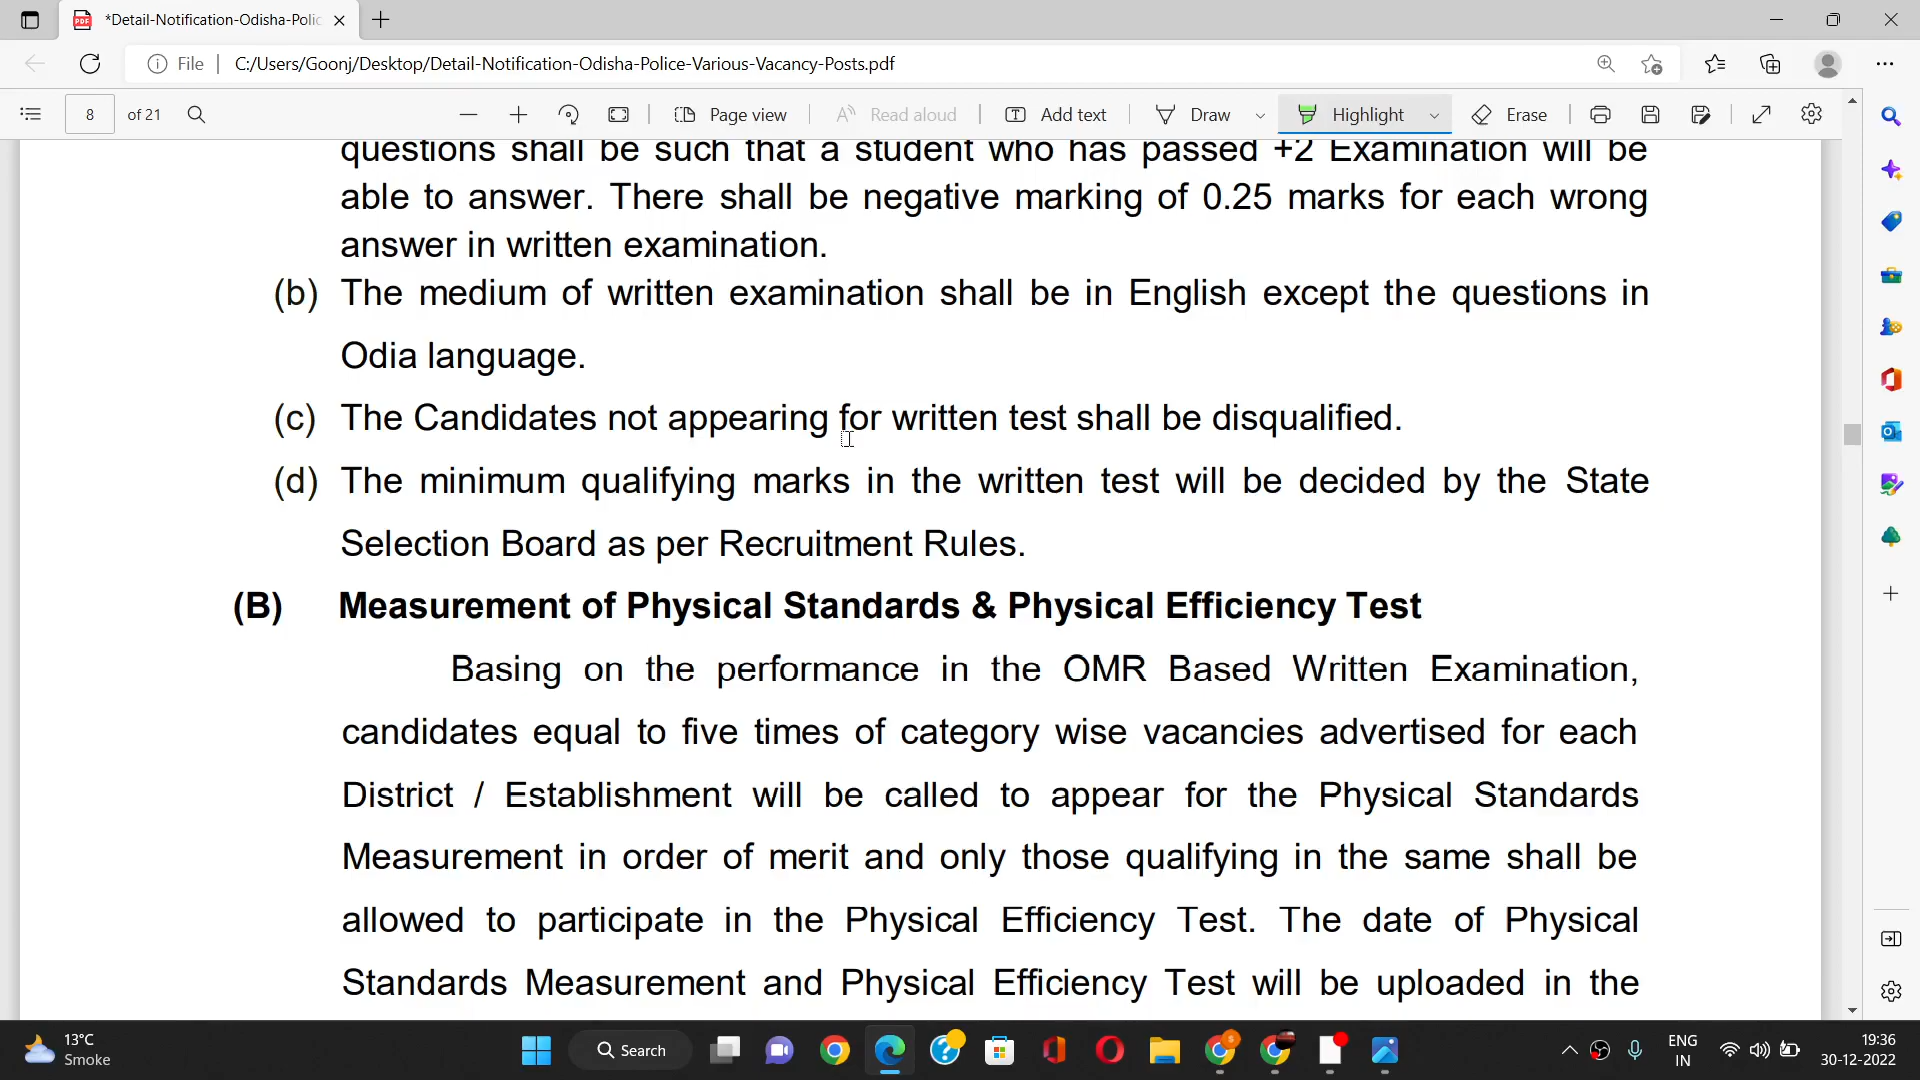 *Detail-Notification-Odisha-Polic
File
C:/Users/Goonj/Desktop/Detail-Notification-Odisha-Police-Various-Vacancy-Posts.pdf
8 of 21
Page view
Read aloud
Add text
Draw
Highlight
Erase
questions shall be such that a student who has passed +2 Examination will be
able to answer. There shall be negative marking of 0.25 marks for each wrong
answer in written examination.
(b) The medium of written examination shall be in English except the questions in
Odia language.
(c) The Candidates not appearing for written test shall be disqualified.
(d) The minimum qualifying marks in the written test will be decided by the State
Selection Board as per Recruitment Rules.
(B) Measurement of Physical Standards & Physical Efficiency Test
Basing on the performance in the OMR Based Written Examination,
candidates equal to five times of category wise vacancies advertised for each
District / Establishment will be called to appear for the Physical Standards
Measurement in order of merit and only those qualifying in the same shall be
allowed to participate in the Physical Efficiency Test. The date of Physical
Standards Measurement and Physical Efficiency Test will be uploaded in the
13°C
Smoke
Search
ENG
IN
19:36
30-12-2022